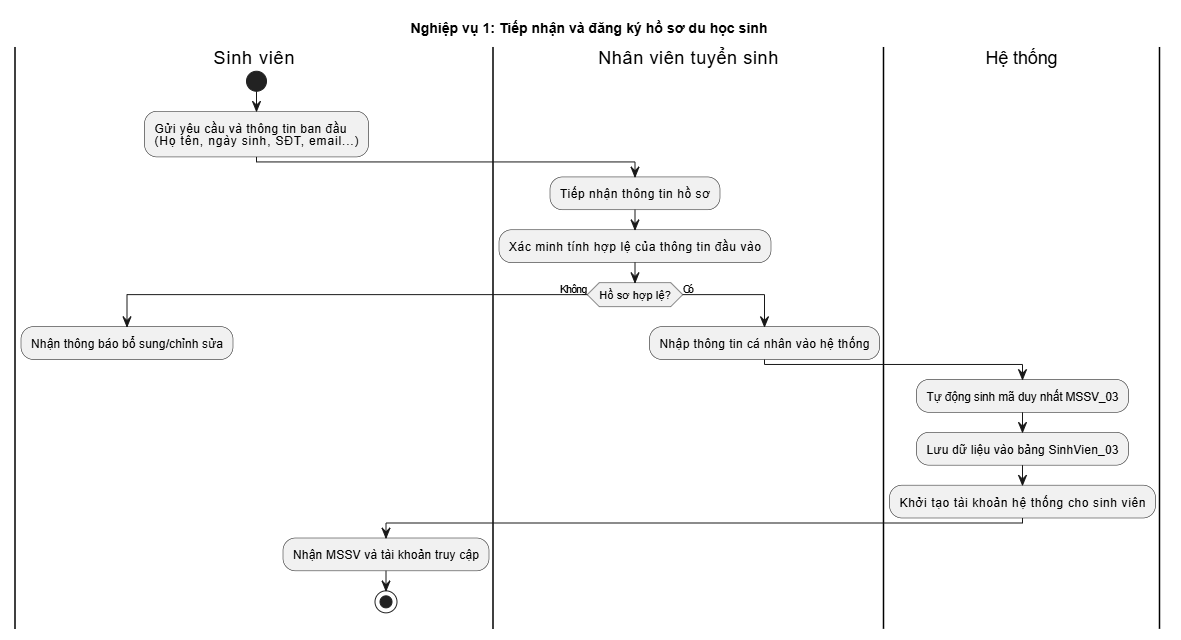 Nghiệp vụ 1: Tiếp nhận và đăng ký hồ sơ du học sinh
Sinh viên
Nhân viên tuyển sinh
Hệ thống
Gửi yêu cầu và thông tin ban đầu
(Họ tên, ngày sinh, SĐT, email...)
Tiếp nhận thông tin hồ sơ
Xác minh tính hợp lệ của thông tin đầu vào
Không
Hồ sơ hợp lệ?
Có
Nhận thông báo bổ sung/chỉnh sửa
Nhập thông tin cá nhân vào hệ thống
Tự động sinh mã duy nhất MSSV_03
Lưu dữ liệu vào bảng SinhVien_03
Khởi tạo tài khoản hệ thống cho sinh viên
Nhận MSSV và tài khoản truy cập